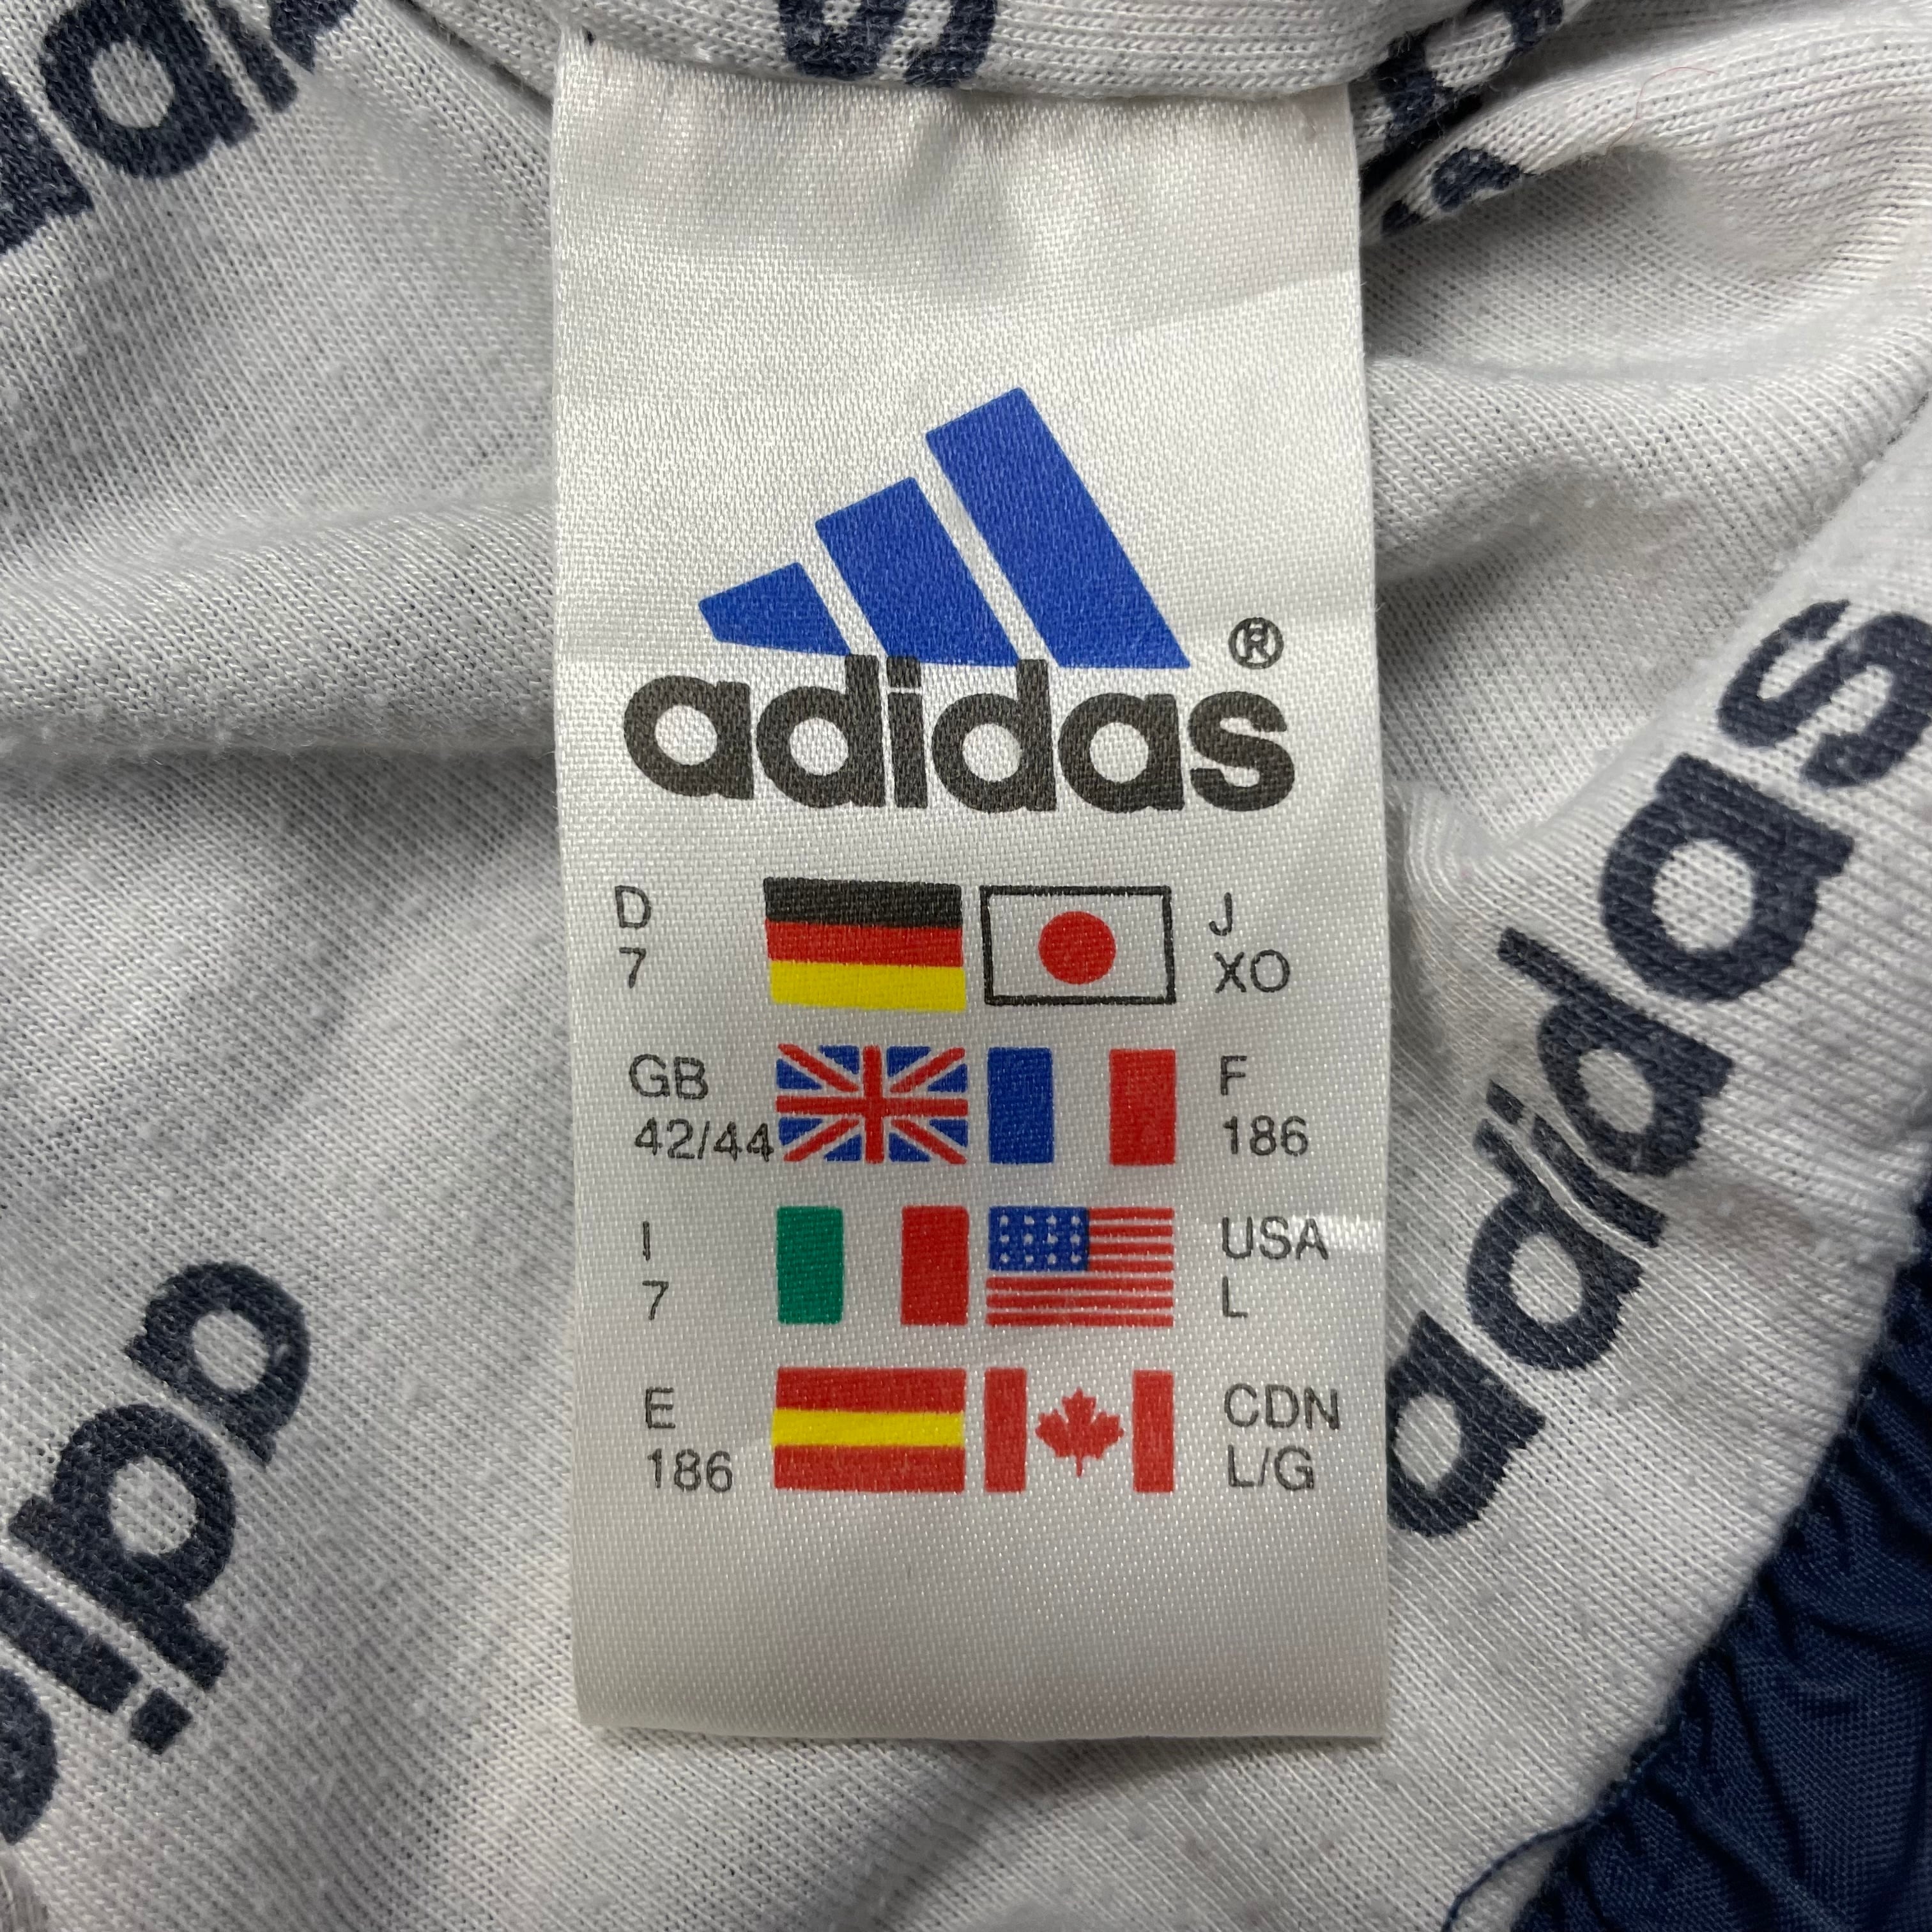 adidas®
D
7
J
XO
GB
42/44
F
186
I
7
USA
L
E
186
CDN
L/G
adidas